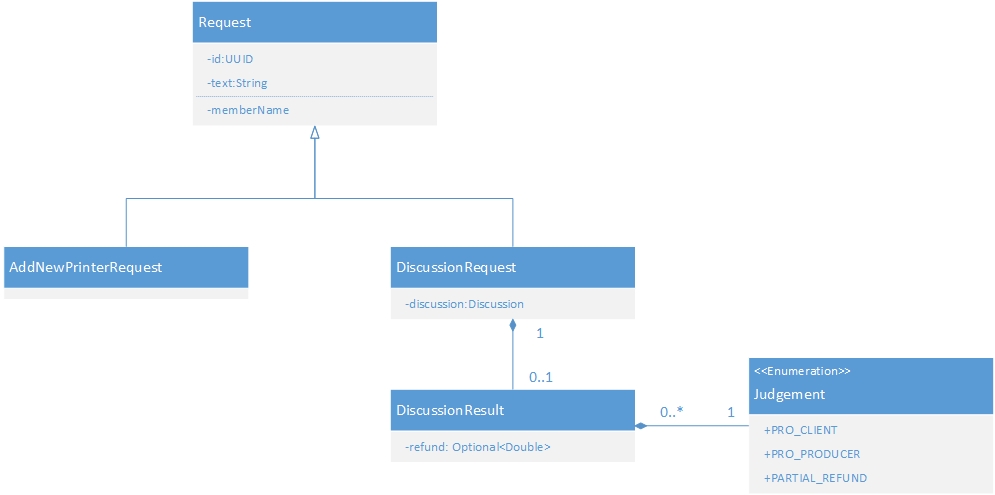 Request
-id:UUID
-text:String
-memberName
AddNewPrinterRequest
DiscussionRequest
-discussion:Discussion
1
0..1
DiscussionResult
-refund: Optional<Double>
0..*
1
<<Enumeration>>
Judgement
+PRO_CLIENT
+PRO_PRODUCER
+PARTIAL_REFUND